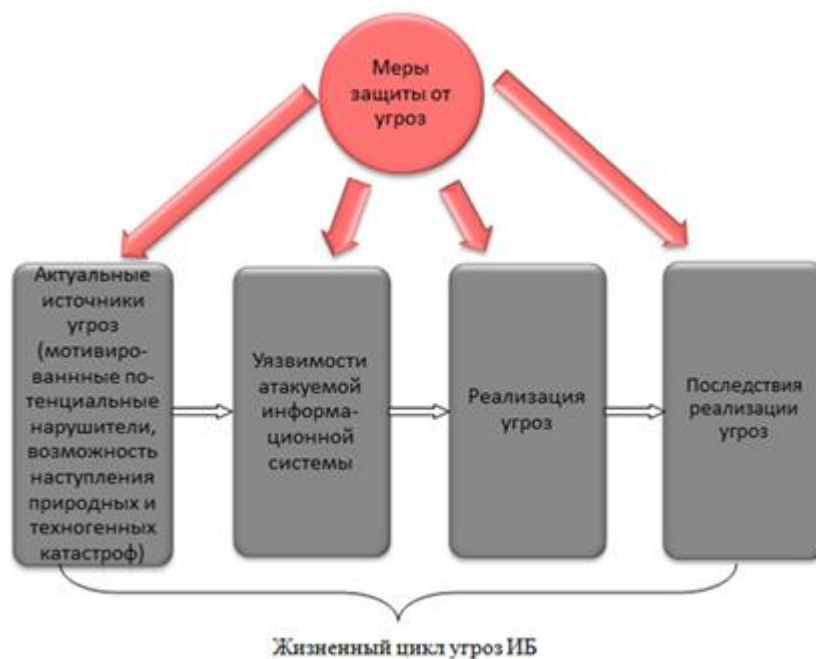 Меры
защиты от
угроз
Актуальные
источники
угроз
(мотивиро-
ваннные по-
тенциальные
нарушители,
возможность
наступления
природных и
техногенных
катастроф)
Уязвимости
атакуемой
информа-
ционной
системы
Реализация
угроз
Последствия
реализации
угроз
Жизненный цикл угроз ИБ